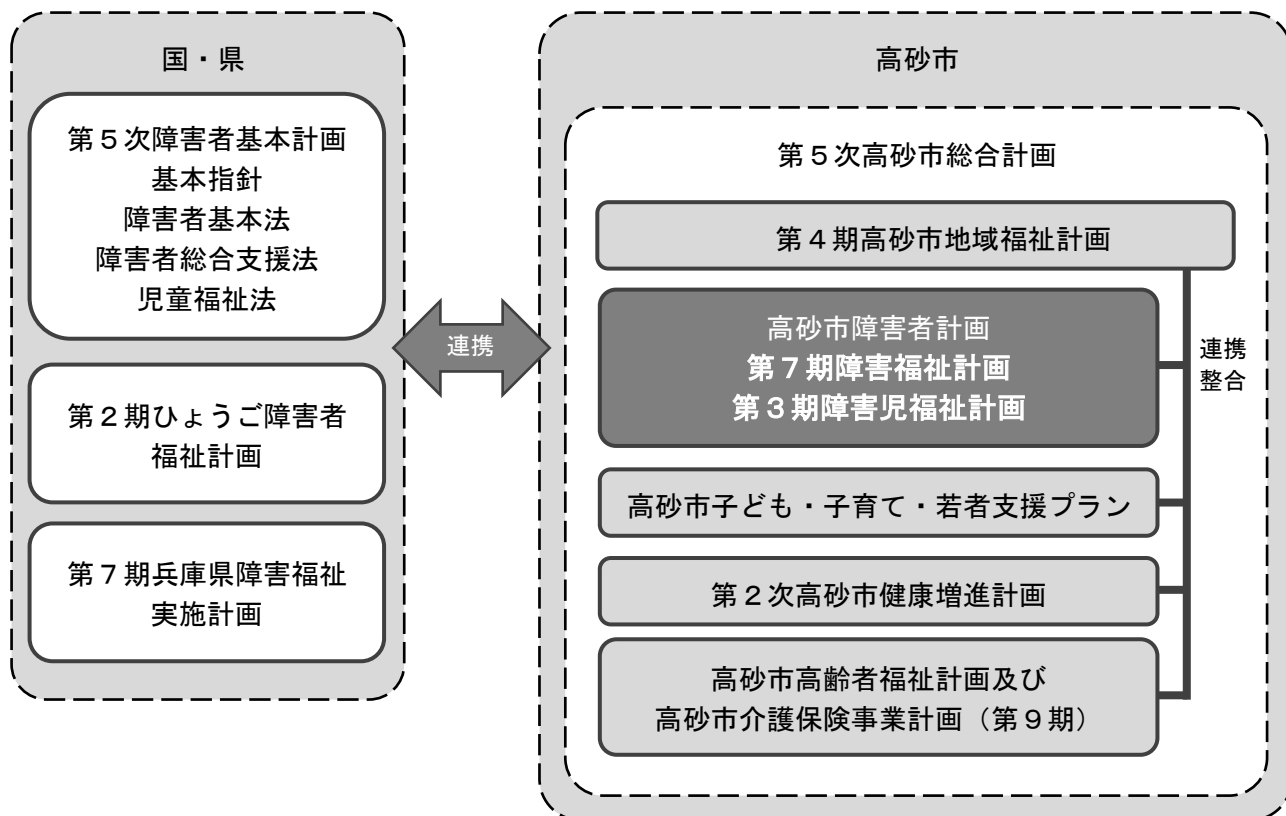 国・県
第５次障害者基本計画
基本指針
障害者基本法
障害者総合支援法
児童福祉法
第２期ひょうご障害者
福祉計画
第７期兵庫県障害福祉
実施計画
連携
高砂市
第５次高砂市総合計画
第４期高砂市地域福祉計画
高砂市障害者計画
第７期障害福祉計画
第３期障害児福祉計画
連携
整合
高砂市子ども・子育て・若者支援プラン
第２次高砂市健康増進計画
高砂市高齢者福祉計画及び
高砂市介護保険事業計画（第９期）